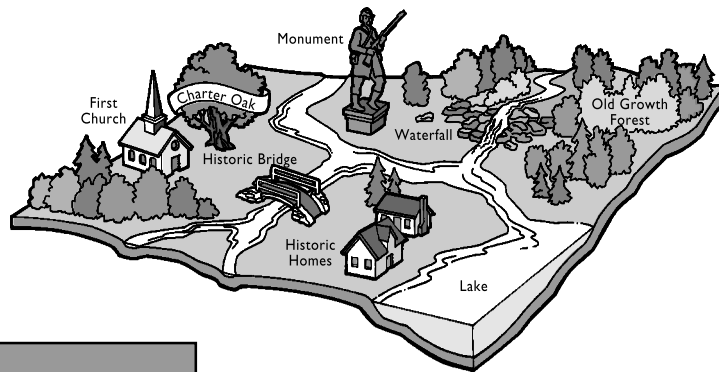 Monument
First
Church
Charter Oak
Old Growth
Forest
Waterfall
Historic Bridge
Historic
Homes
Lake